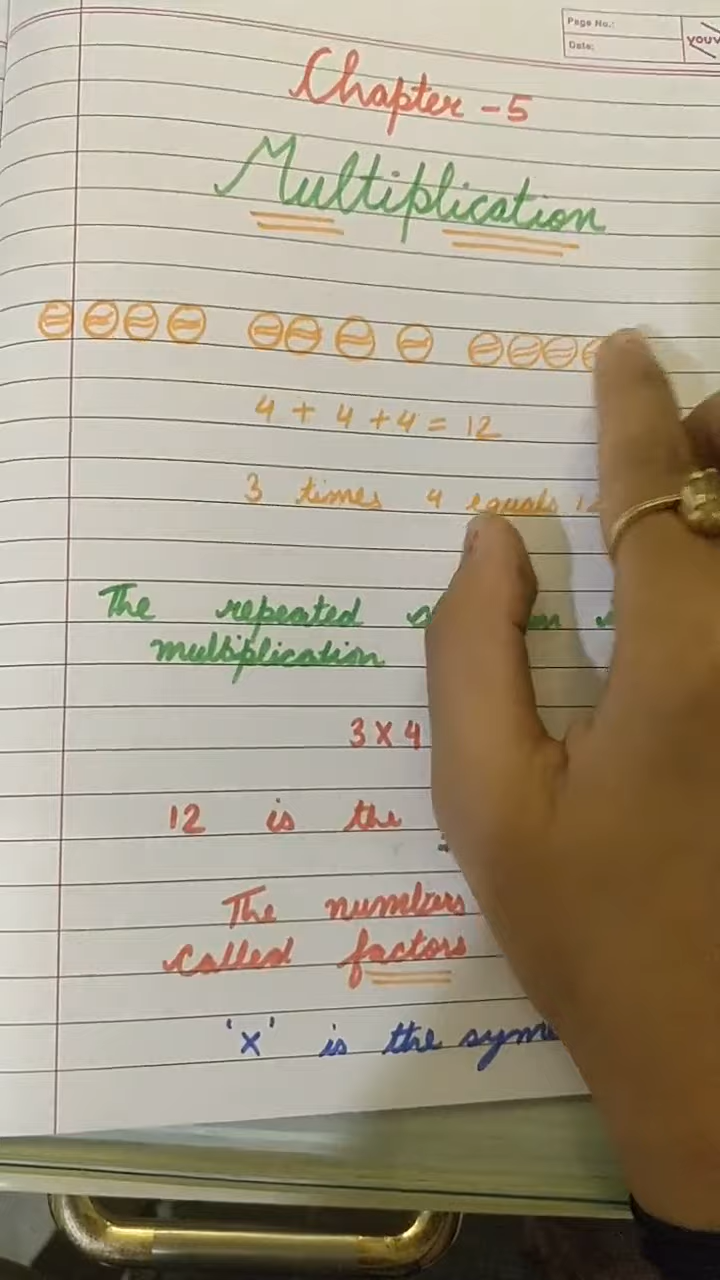 Page No.:
Date:
YOUV
Chapter - 5
Multiplication
4 + 4 + 4 = 12
3 times 4 equals
The repeated
multiplication
3 x 4
12 is the
The numbers
called factors
'x' is the